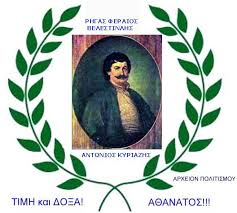 ΡΗΓΑΣ ΦΕΡΑΙΟΣ
ΒΕΛΕΣΤΙΝΛΗΣ
ΑΝΤΩΝΙΟΣ ΚΥΡΙΑΖΗΣ
ΑΡΧΕΙΟΝ ΠΟΛΙΤΙΣΜΟΥ
ΤΙΜΗ και ΔΟΞΑ!
ΑΘΑΝΑΤΟΣ!!!